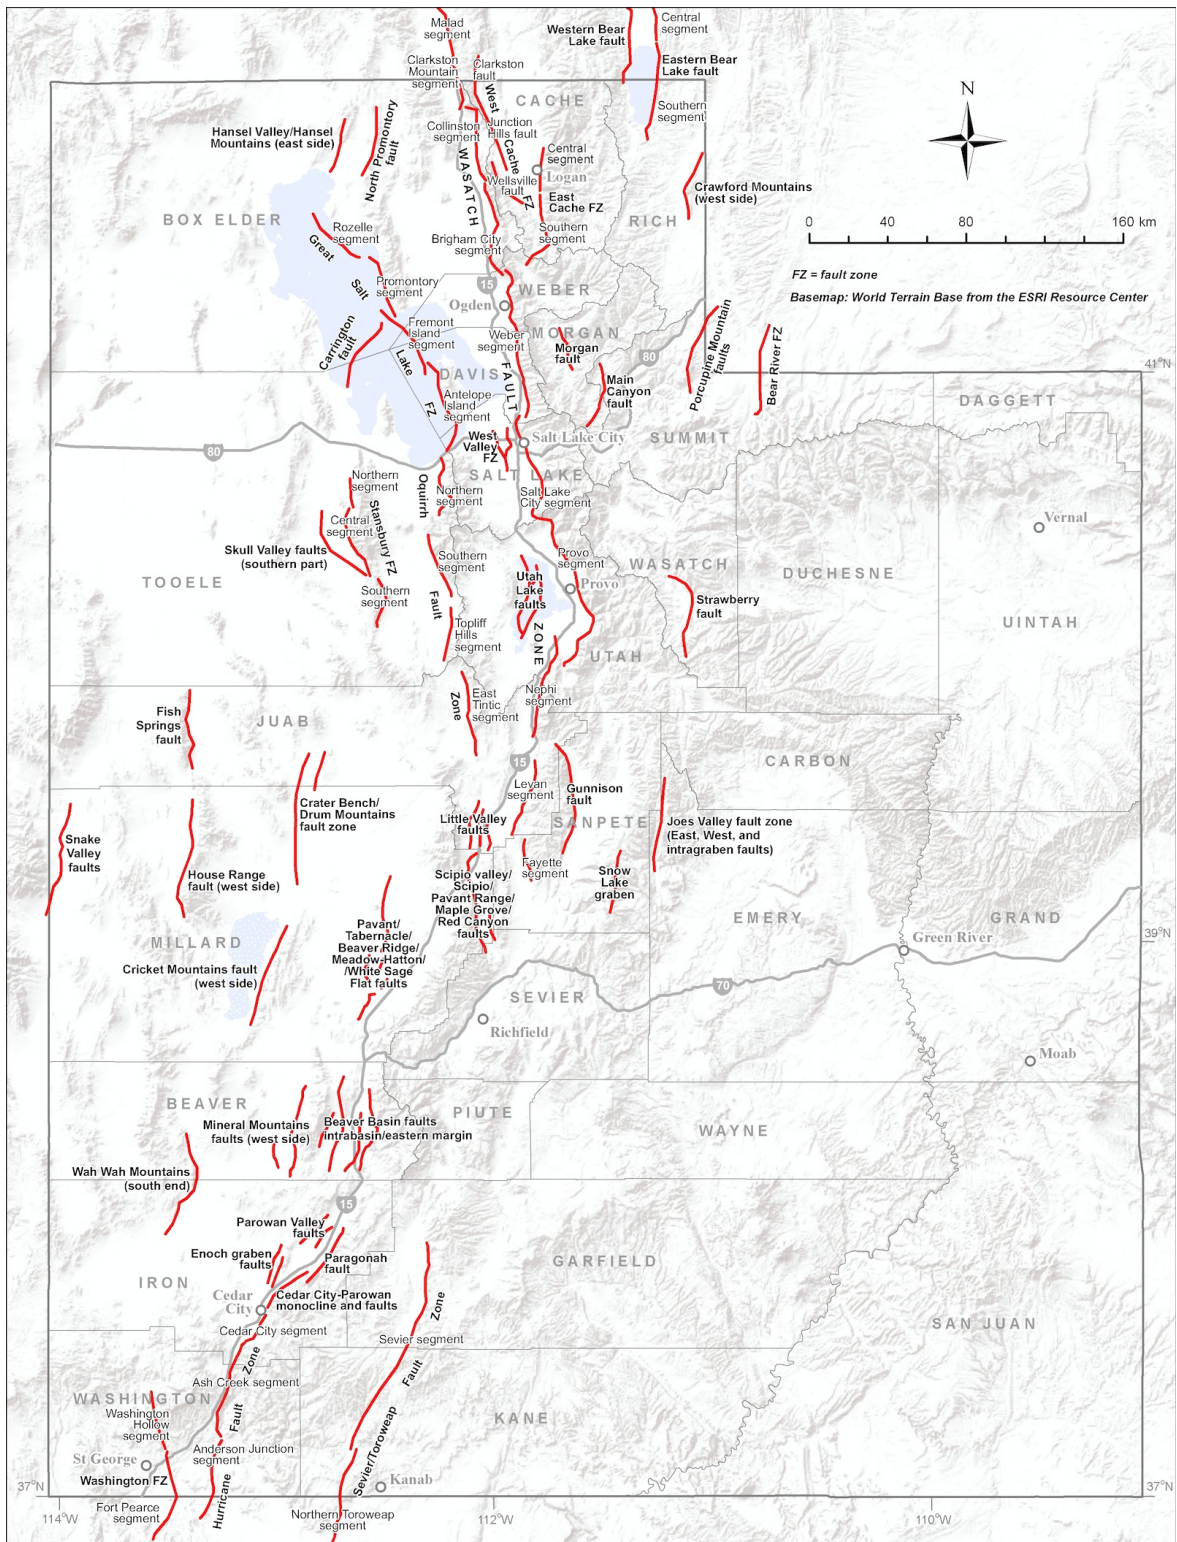 Malad
segment
Western Bear
Lake fault
Central
segment
Clarkston
Mountain
segment
Clarkston
fault
Eastern Bear
Lake fault
N
CACHE
West
Cache
FZ
Southern
segment
Hansel Valley/Hansel
Mountains (east side)
North Promontory
fault
Collinston
segment
Junction
Hills fault
WASATCH
Central
segment
Logan
Wellsville
fault
East
Cache FZ
Crawford Mountains
(west side)
BOX ELDER
RICH
0 40 80 160 km
Rozelle
segment
Great
Salt
Lake
FZ
Brigham City
segment
Southern
segment
FZ = fault zone
Basemap: World Terrain Base from the ESRI Resource Center
Promontory
segment
15
WEBER
Ogden
Fremont
Island
segment
Weber
segment
MORGAN
Morgan
fault
80
Carrington
fault
Porcupine Mountain
faults
Bear River FZ
41°N
DAVIS
FAULT
Main
Canyon
fault
Antelope
Island
segment
DAGGETT
West
Valley
FZ
Salt Lake City
SUMMIT
80
SALT LAKE
Northern
segment
Oquirrh
Northern
segment
Salt Lake
City segment
Stansbury FZ
Central
segment
Vernal
Skull Valley faults
(southern part)
Southern
segment
Provo
segment
WASATCH
DUCHESNE
TOOELE
Utah
Lake
faults
Provo
Southern
segment
Fault
Strawberry
fault
UINTAH
Topliff
Hills
segment
ZONE
UTAH
Zone
East
Tintic
segment
Nephi
segment
Fish
Springs
fault
JUAB
15
CARBON
Levan
segment
Gunnison
fault
Crater Bench/
Drum Mountains
fault zone
Little Valley
faults
SANPETE
Joes Valley fault zone
(East, West, and
intragraben faults)
Snake
Valley
faults
House Range
fault (west side)
Scipio valley/
Scipio/
Pavant Range/
Maple Grove/
Red Canyon
faults
Fayette
segment
Snow
Lake
graben
Pavant/
Tabernacle/
Beaver Ridge/
Meadow-Hatton/
/White Sage
Flat faults
EMERY
GRAND
MILLARD
Green River
39°N
Cricket Mountains fault
(west side)
70
SEVIER
Richfield
Moab
BEAVER
PIUTE
Mineral Mountains
faults (west side)
Beaver Basin faults
intrabasin/eastern margin
WAYNE
Wah Wah Mountains
(south end)
15
Parowan Valley
faults
Enoch graben
faults
Paragonah
fault
GARFIELD
IRON
Cedar
City
Cedar City-Parowan
monocline and faults
Zone
Cedar City segment
Sevier segment
SAN JUAN
Zone
Fault
Ash Creek segment
WASHINGTON
Washington
Hollow
segment
Fault
KANE
Sevier/Toroweap
Anderson Junction
segment
St George
Washington FZ
Kanab
37°N
37°N
Hurricane
Fort Pearce
segment
Northern Toroweap
segment
114°W
112°W
110°W